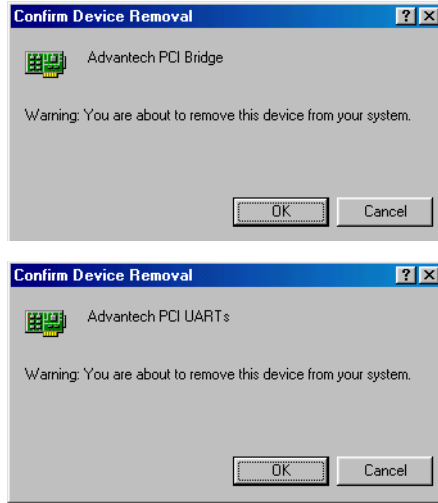 Confirm Device Removal
Advantech PCI Bridge
Warning: You are about to remove this device from your system.
OK Cancel
Confirm Device Removal
Advantech PCI UARTs
Warning: You are about to remove this device from your system.
OK Cancel